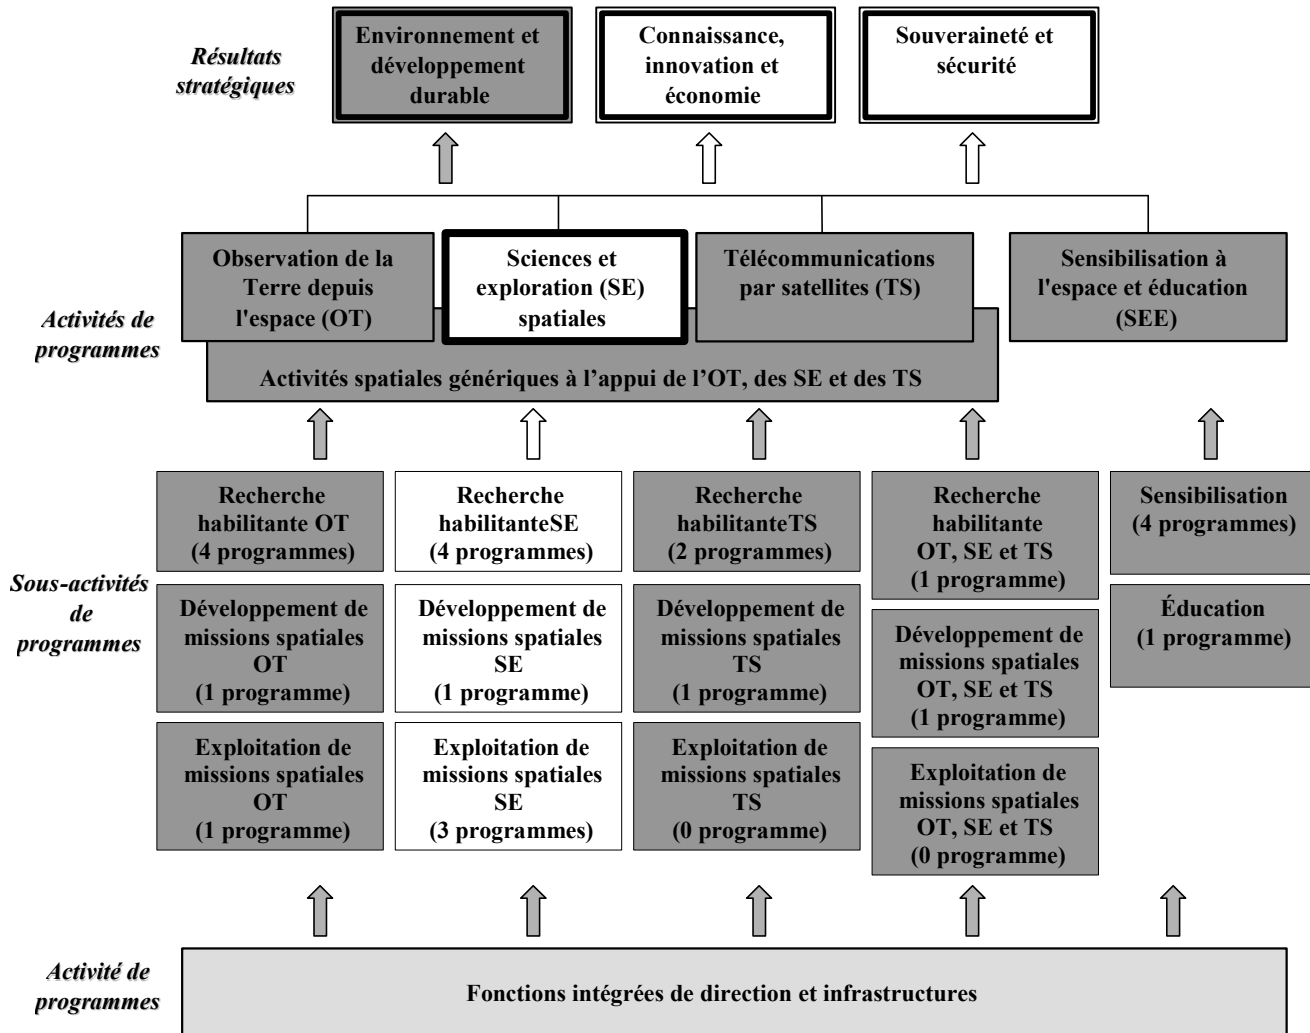 Résultats
stratégiques
Environnement et
développement
durable
Connaissance,
innovation et
économie
Souveraineté et
sécurité
Activités de
programmes
Observation de la
Terre depuis
l'espace (OT)
Sciences et
exploration (SE)
spatiales
Télécommunications
par satellites (TS)
Sensibilisation à
l'espace et éducation
(SEE)
Activités spatiales génériques à l’appui de l’OT, des SE et des TS
Sous-activités
de
programmes
Recherche
habilitante OT
(4 programmes)
Développement de
missions spatiales
OT
(1 programme)
Exploitation de
missions spatiales
OT
(1 programme)
Recherche
habilitanteSE
(4 programmes)
Développement de
missions spatiales
SE
(1 programme)
Exploitation de
missions spatiales
SE
(3 programmes)
Recherche
habilitanteTS
(2 programmes)
Développement de
missions spatiales
TS
(1 programme)
Exploitation de
missions spatiales
TS
(0 programme)
Recherche
habilitante
OT, SE et TS
(1 programme)
Développement de
missions spatiales
OT, SE et TS
(1 programme)
Exploitation de
missions spatiales
OT, SE et TS
(0 programme)
Sensibilisation
(4 programmes)
Éducation
(1 programme)
Activité de
programmes
Fonctions intégrées de direction et infrastructures